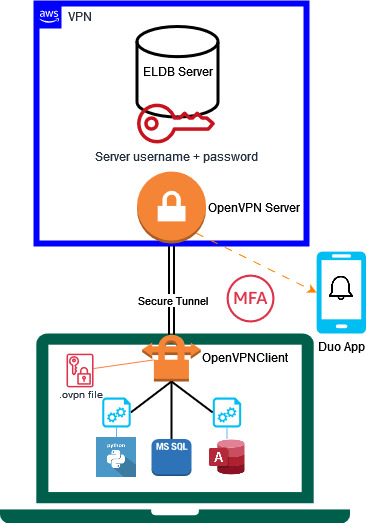 aws
VPN
ELDB Server
Server username + password
OpenVPN Server
Secure Tunnel
MFA
Duo App
OpenVPNClient
.ovpn file
python
MS SQL
A